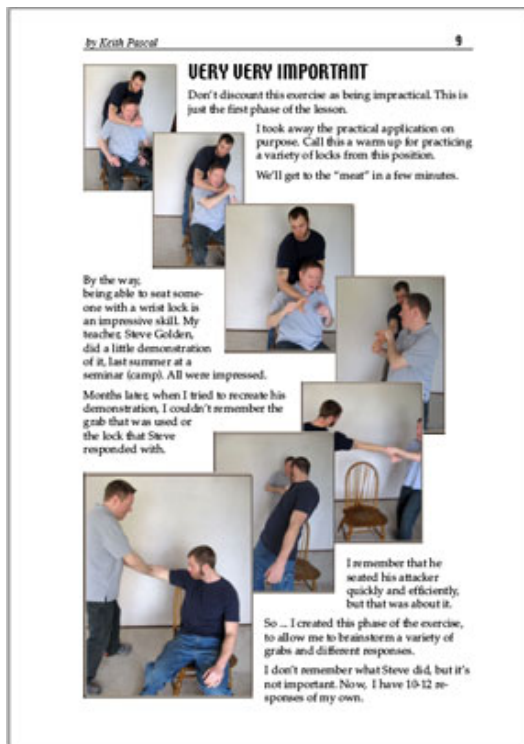 by Keith Pascal 9
VERY VERY IMPORTANT
Don't discount this exercise as being impractical. This is
just the first phase of the lesson.
I took away the practical application on
purpose. Call this a warm up for practicing
a variety of locks from this position.
We'll get to the "meat" in a few minutes.
By the way,
being able to seat some-
one with a wrist lock is
an impressive skill. My
teacher, Steve Golden,
did a little demonstration
of it, last summer at a
seminar (camp). All were impressed.
Months later, when I tried to recreate his
demonstration, I couldn't remember the
grab that was used or
the lock that Steve
responded with.
I remember that he
seated his attacker
quickly and efficiently,
but that was about it.
So ... I created this phase of the exercise,
to allow me to brainstorm a variety of
grabs and different responses.
I don't remember what Steve did, but it's
not important. Now, I have 10-12 re-
sponses of my own.